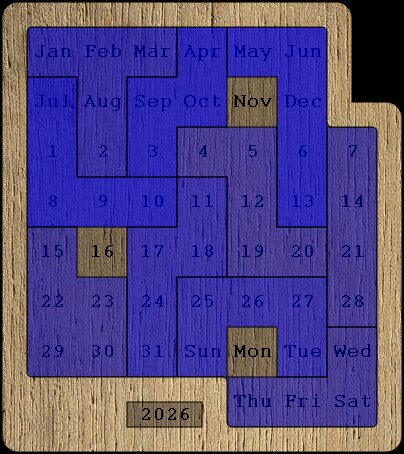 Jan Feb Mar Apr May Jun
Jul Aug Sep Oct Nov Dec
1 2 3 4 5 6 7
8 9 10 11 12 13 14
15 16 17 18 19 20 21
22 23 24 25 26 27 28
29 30 31 Sun Mon Tue Wed
Thu Fri Sat
2026